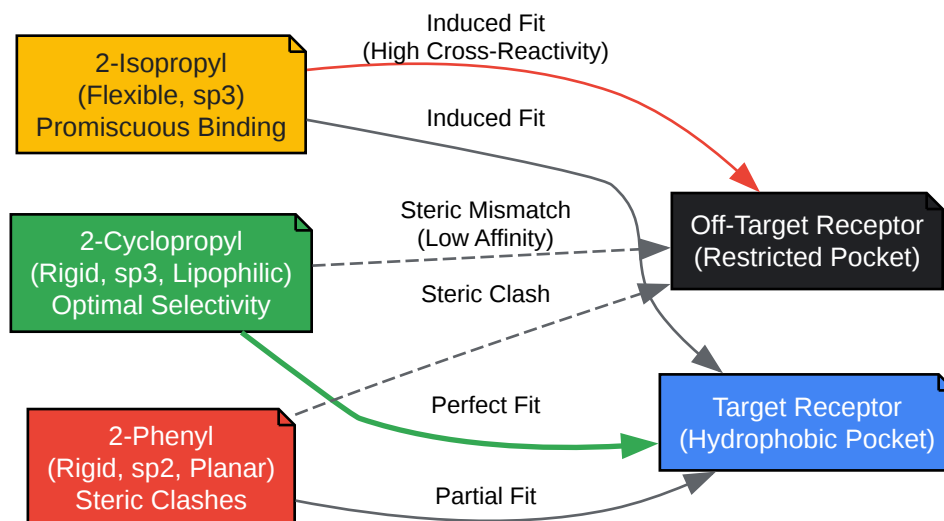 Induced Fit
(High Cross-Reactivity)
2-Isopropyl
(Flexible, sp3)
Promiscuous Binding
Induced Fit
2-Cyclopropyl
(Rigid, sp3, Lipophilic)
Optimal Selectivity
Steric Mismatch
(Low Affinity)
Off-Target Receptor
(Restricted Pocket)
Steric Clash
2-Phenyl
(Rigid, sp2, Planar)
Steric Clashes
Perfect Fit
Target Receptor
(Hydrophobic Pocket)
Partial Fit